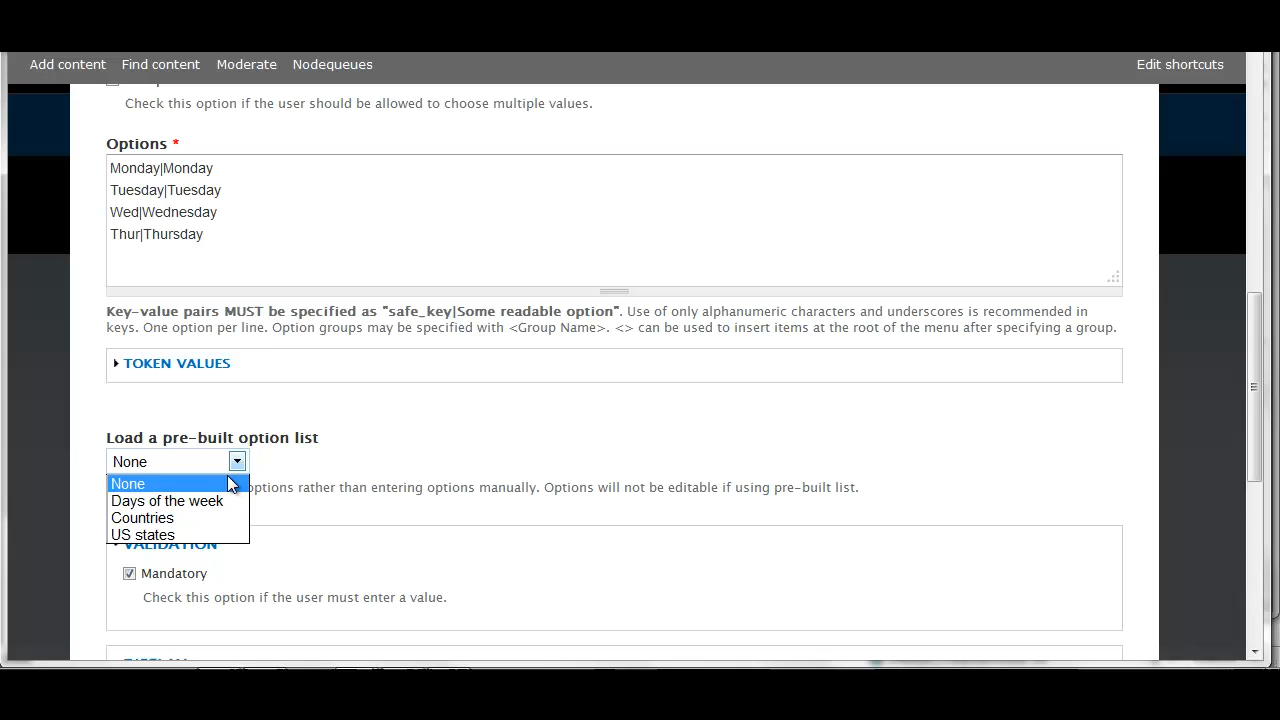 Add content Find content Moderate Nodequeues Edit shortcuts
Check this option if the user should be allowed to choose multiple values.
Options *
Monday|Monday
Tuesday|Tuesday
Wed|Wednesday
Thur|Thursday
Key-value pairs MUST be specified as "safe_key|Some readable option". Use of only alphanumeric characters and underscores is recommended in
keys. One option per line. Option groups may be specified with <Group Name>. <> can be used to insert items at the root of the menu after specifying a group.
TOKEN VALUES
Load a pre-built option list
None
None
options rather than entering options manually. Options will not be editable if using pre-built list.
Days of the week
Countries
US states
VALIDATION
Mandatory
Check this option if the user must enter a value.